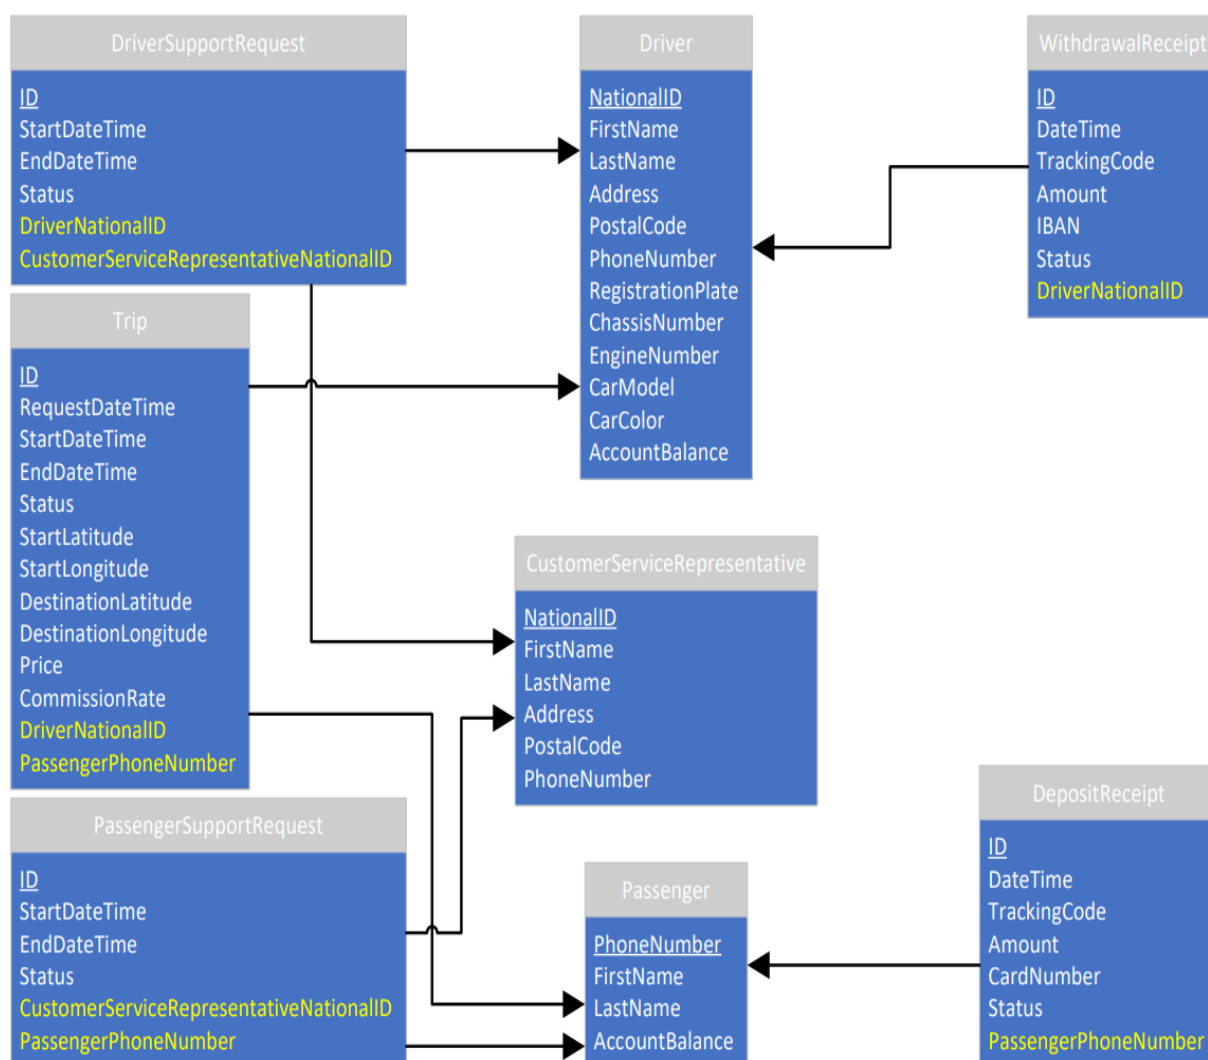 DriverSupportRequest
ID
StartDateTime
EndDateTime
Status
DriverNationalID
CustomerServiceRepresentativeNationalID
Driver
NationalID
FirstName
LastName
Address
PostalCode
PhoneNumber
RegistrationPlate
ChassisNumber
EngineNumber
CarModel
CarColor
AccountBalance
WithdrawalReceipt
ID
DateTime
TrackingCode
Amount
IBAN
Status
DriverNationalID
Trip
ID
RequestDateTime
StartDateTime
EndDateTime
Status
StartLatitude
StartLongitude
DestinationLatitude
DestinationLongitude
Price
CommissionRate
DriverNationalID
PassengerPhoneNumber
CustomerServiceRepresentative
NationalID
FirstName
LastName
Address
PostalCode
PhoneNumber
PassengerSupportRequest
ID
StartDateTime
EndDateTime
Status
CustomerServiceRepresentativeNationalID
PassengerPhoneNumber
Passenger
PhoneNumber
FirstName
LastName
AccountBalance
DepositReceipt
ID
DateTime
TrackingCode
Amount
CardNumber
Status
PassengerPhoneNumber